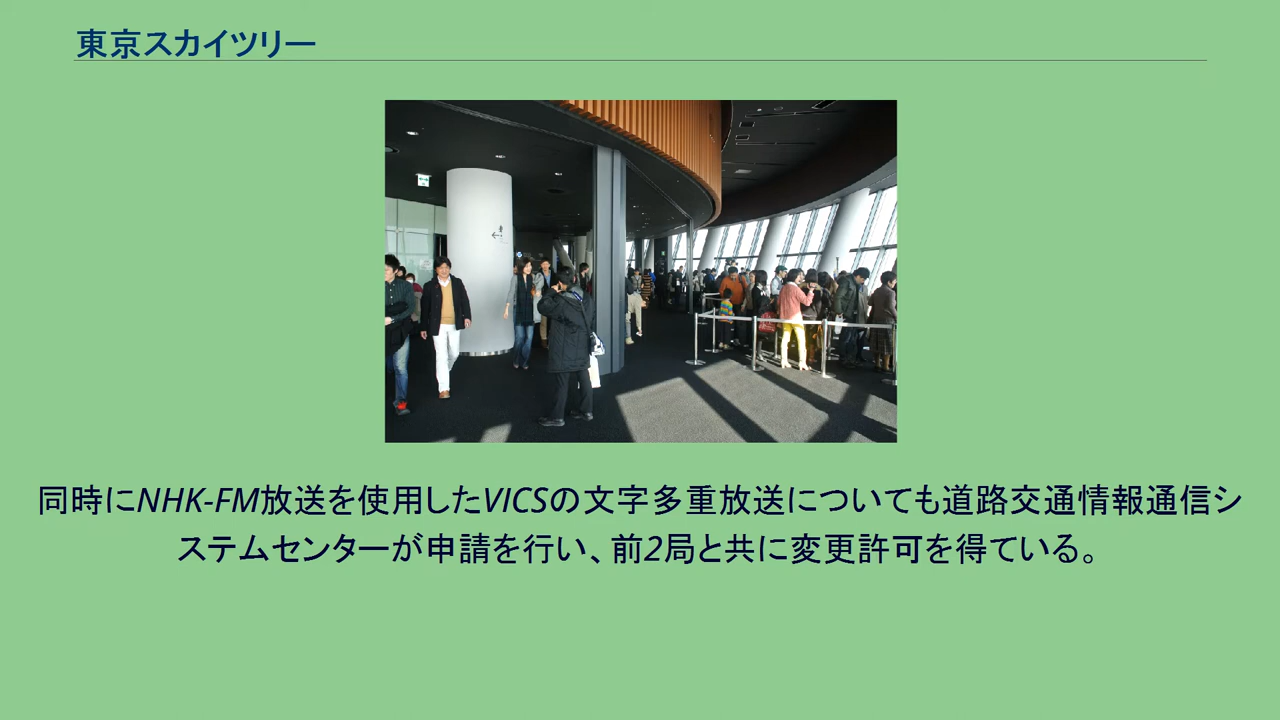 東京スカイツリー
同時にNHK-FM放送を使用したVICSの文字多重放送についても道路交通情報通信シ
ステムセンターが申請を行い、前2局と共に変更許可を得ている。